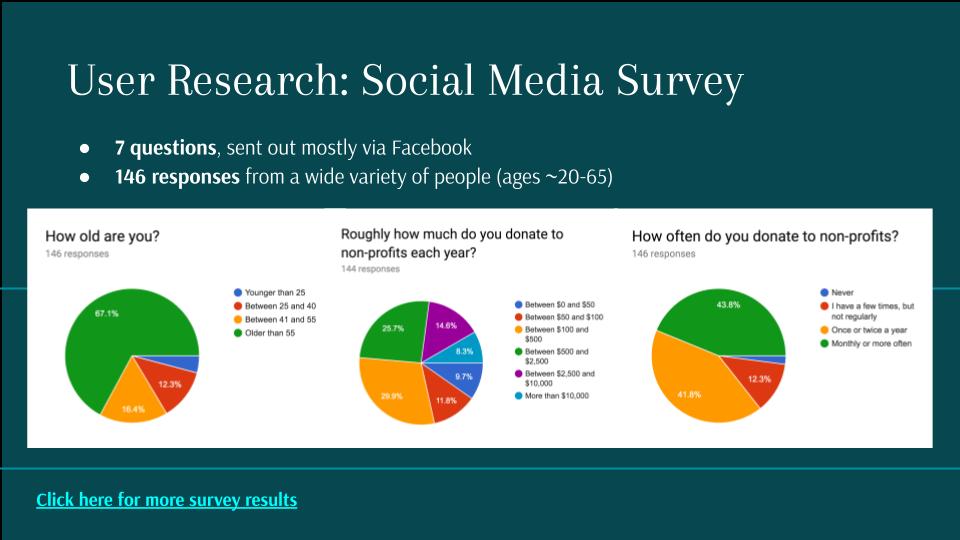 User Research: Social Media Survey
● 7 questions, sent out mostly via Facebook
● 146 responses from a wide variety of people (ages ~20-65)
How old are you?
146 responses
67.1%
12.3%
16.4%
Younger than 25
Between 25 and 40
Between 41 and 55
Older than 55
Roughly how much do you donate to
non-profits each year?
144 responses
25.7%
14.6%
8.3%
9.7%
11.8%
29.9%
Between $0 and $50
Between $50 and $100
Between $100 and
$500
Between $500 and
$2,500
Between $2,500 and
$10,000
More than $10,000
How often do you donate to non-profits?
146 responses
43.8%
12.3%
41.8%
Never
I have a few times, but
not regularly
Once or twice a year
Monthly or more often
Click here for more survey results